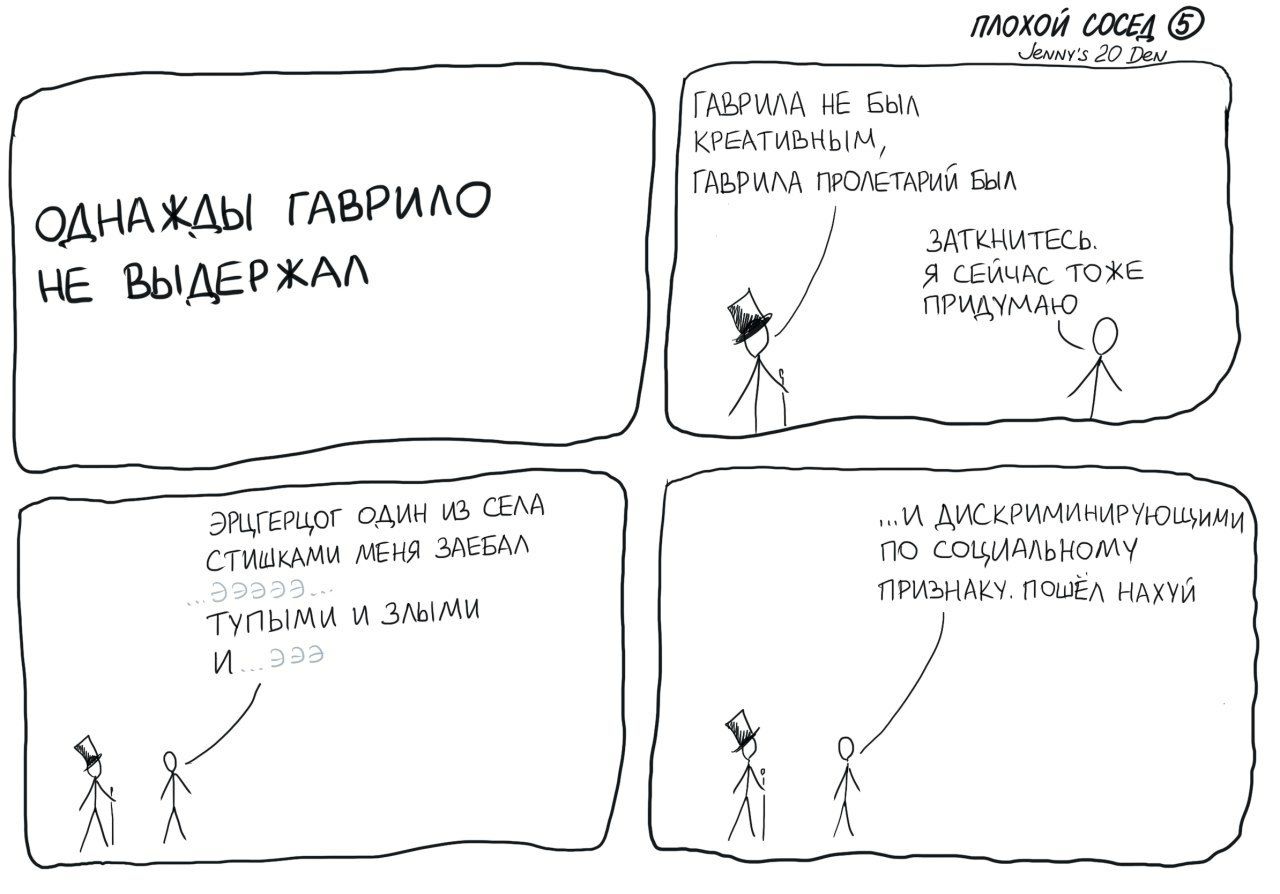 ПЛОХОЙ СОСЕД 5
Jenny's 20 Den
ОДНАЖДЫ ГАВРИЛО
НЕ ВЫДЕРЖАЛ
ГАВРИЛА НЕ БЫЛ
КРЕАТИВНЫМ,
ГАВРИЛА ПРОЛЕТАРИЙ БЫЛ
ЗАТКНИТЕСЬ.
Я СЕЙЧАС ТОЖЕ
ПРИДУМАЮ
ЭРЦГЕРЦОГ ОДИН ИЗ СЕЛА
СТИШКАМИ МЕНЯ ЗАЕБАЛ
...ЭЭЭЭЭ...
ТУПЫМИ И ЗЛЫМИ
И...ЭЭЭ
...И ДИСКРИМИНИРУЮЩИМИ
ПО СОЦИАЛЬНОМУ
ПРИЗНАКУ. ПОШЁЛ НАХУЙ